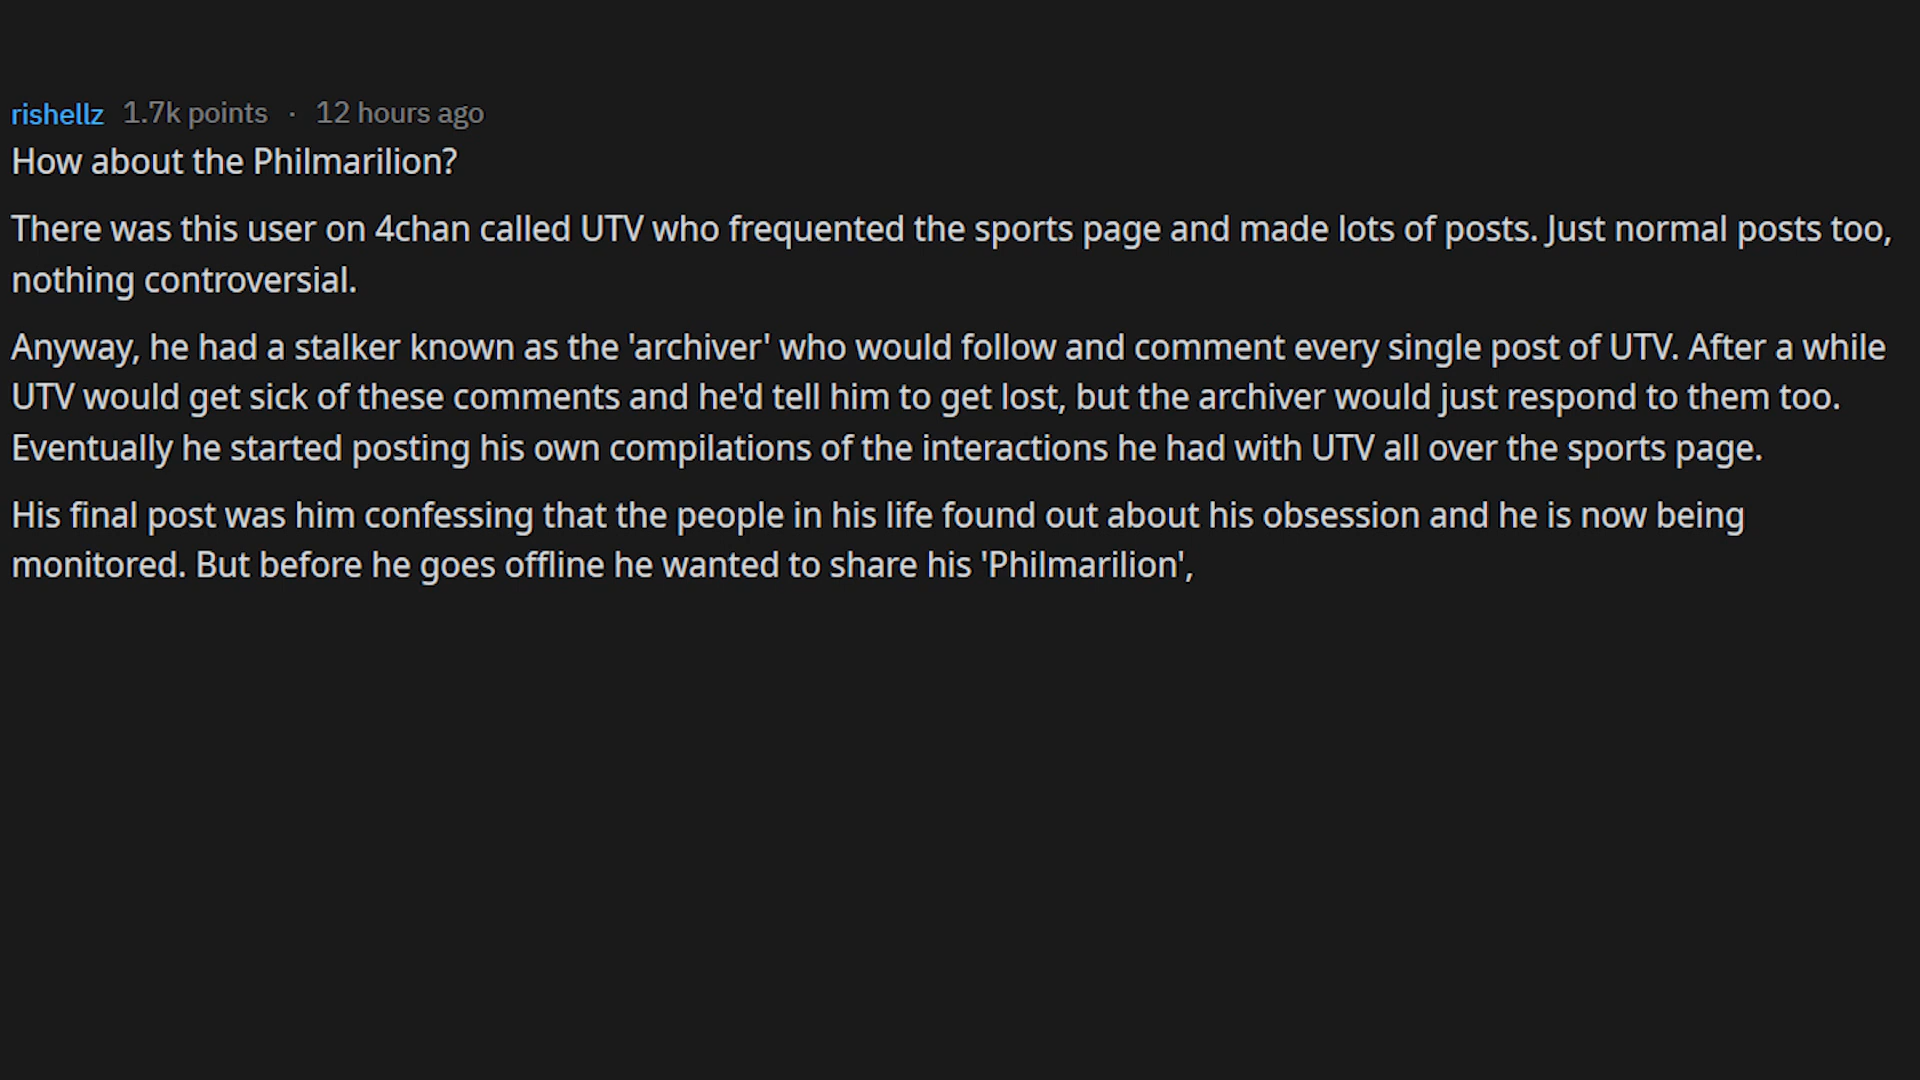 rishellz 1.7k points · 12 hours ago
How about the Philmarilion?
There was this user on 4chan called UTV who frequented the sports page and made lots of posts. Just normal posts too,
nothing controversial.
Anyway, he had a stalker known as the 'archiver' who would follow and comment every single post of UTV. After a while
UTV would get sick of these comments and he'd tell him to get lost, but the archiver would just respond to them too.
Eventually he started posting his own compilations of the interactions he had with UTV all over the sports page.
His final post was him confessing that the people in his life found out about his obsession and he is now being
monitored. But before he goes offline he wanted to share his 'Philmarilion',